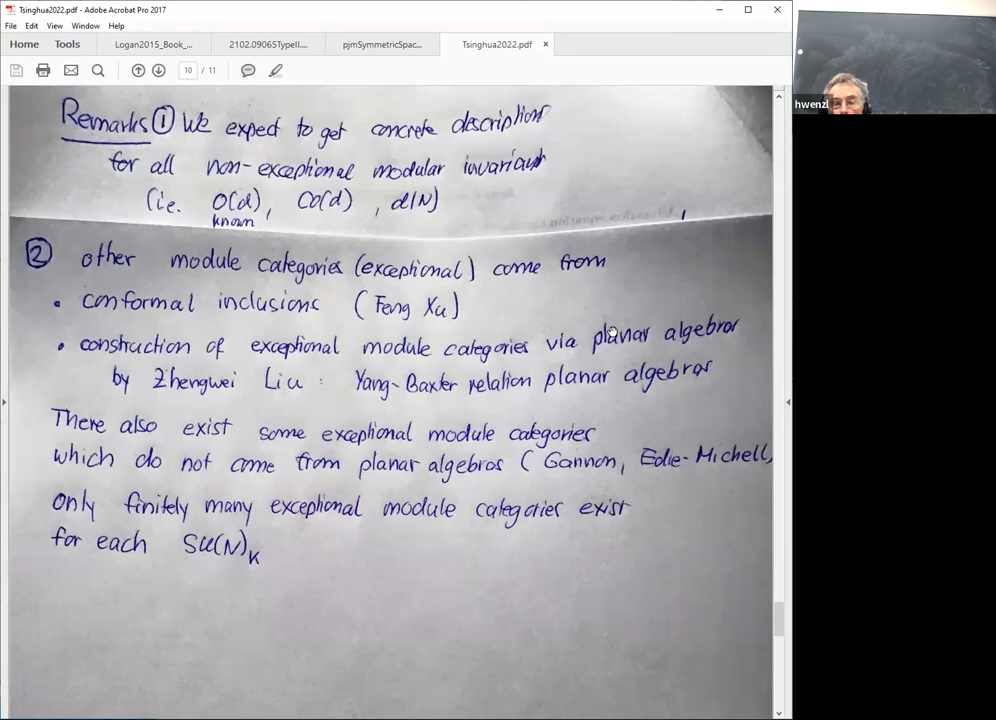 Tsinghua2022.pdf - Adobe Acrobat Pro 2017
File Edit View Window Help
Home Tools Logan2015_Book_... 2102.09065TypeII.... pjmSymmetricSpac... Tsinghua2022.pdf ×
10 / 11
hwenzl
Remarks ① We expect to get concrete description
for all non-exceptional modular invariant
(i.e. O(d), CO(d), d(N)
known
② other module categories (exceptional) come from
• conformal inclusions (Feng Xu)
• construction of exceptional module categories via planar algebras
by Zhengwei Liu : Yang-Baxter relation planar algebras
There also exist some exceptional module categories
which do not come from planar algebras (Gannon, Edie-Michell,
only finitely many exceptional module categories exist
for each SU(N)K